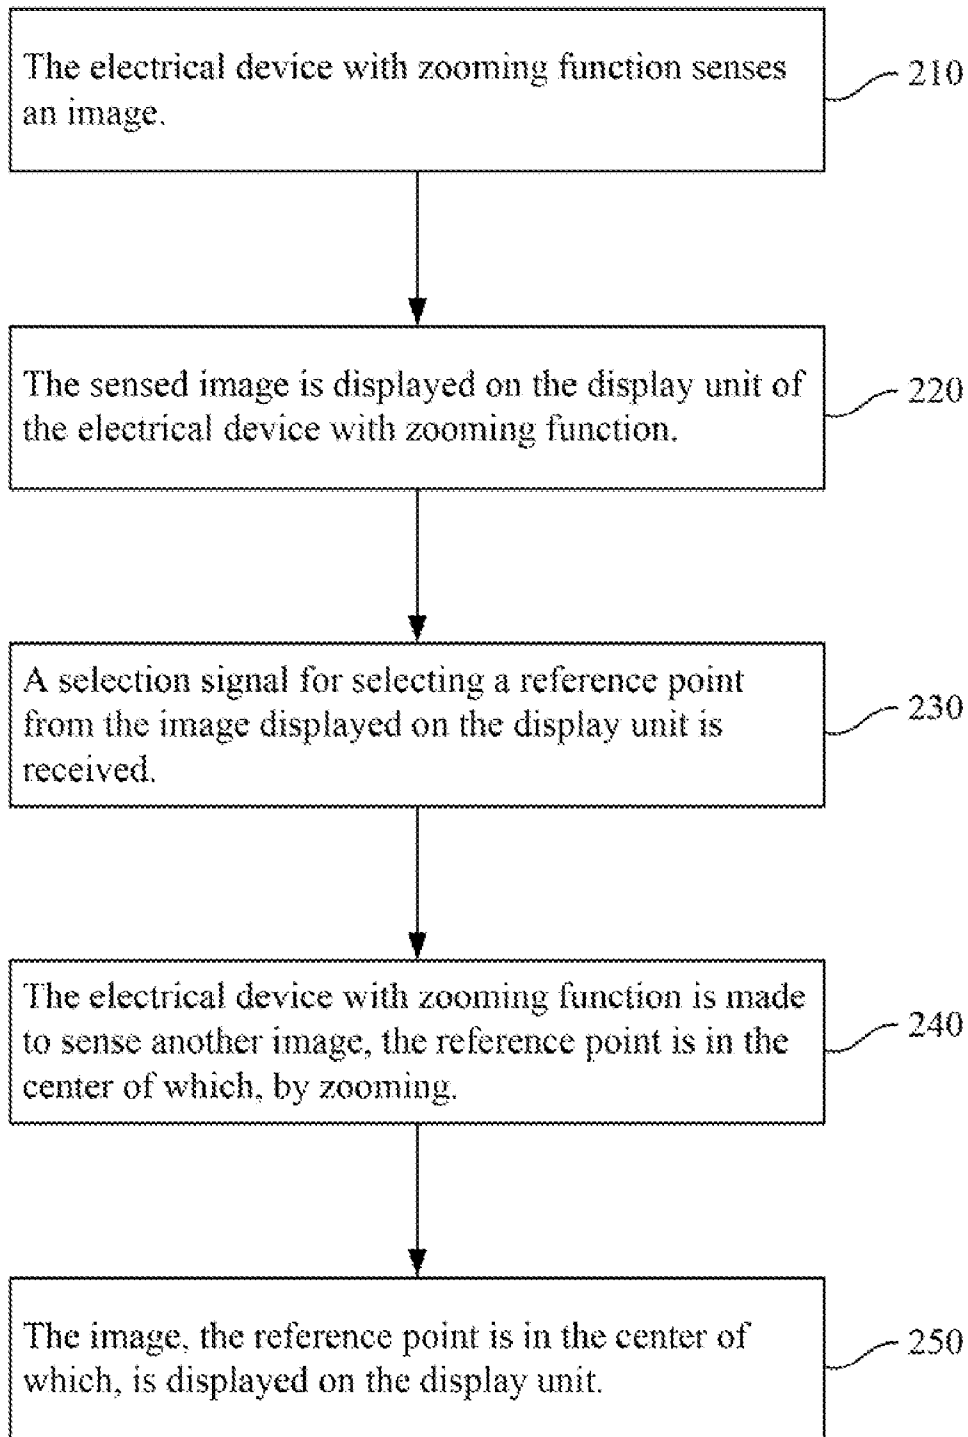 The electrical device with zooming function senses
an image.
210
The sensed image is displayed on the display unit of
the electrical device with zooming function.
220
A selection signal for selecting a reference point
from the image displayed on the display unit is
received.
230
The electrical device with zooming function is made
to sense another image, the reference point is in the
center of which, by zooming.
240
The image, the reference point is in the center of
which, is displayed on the display unit.
250